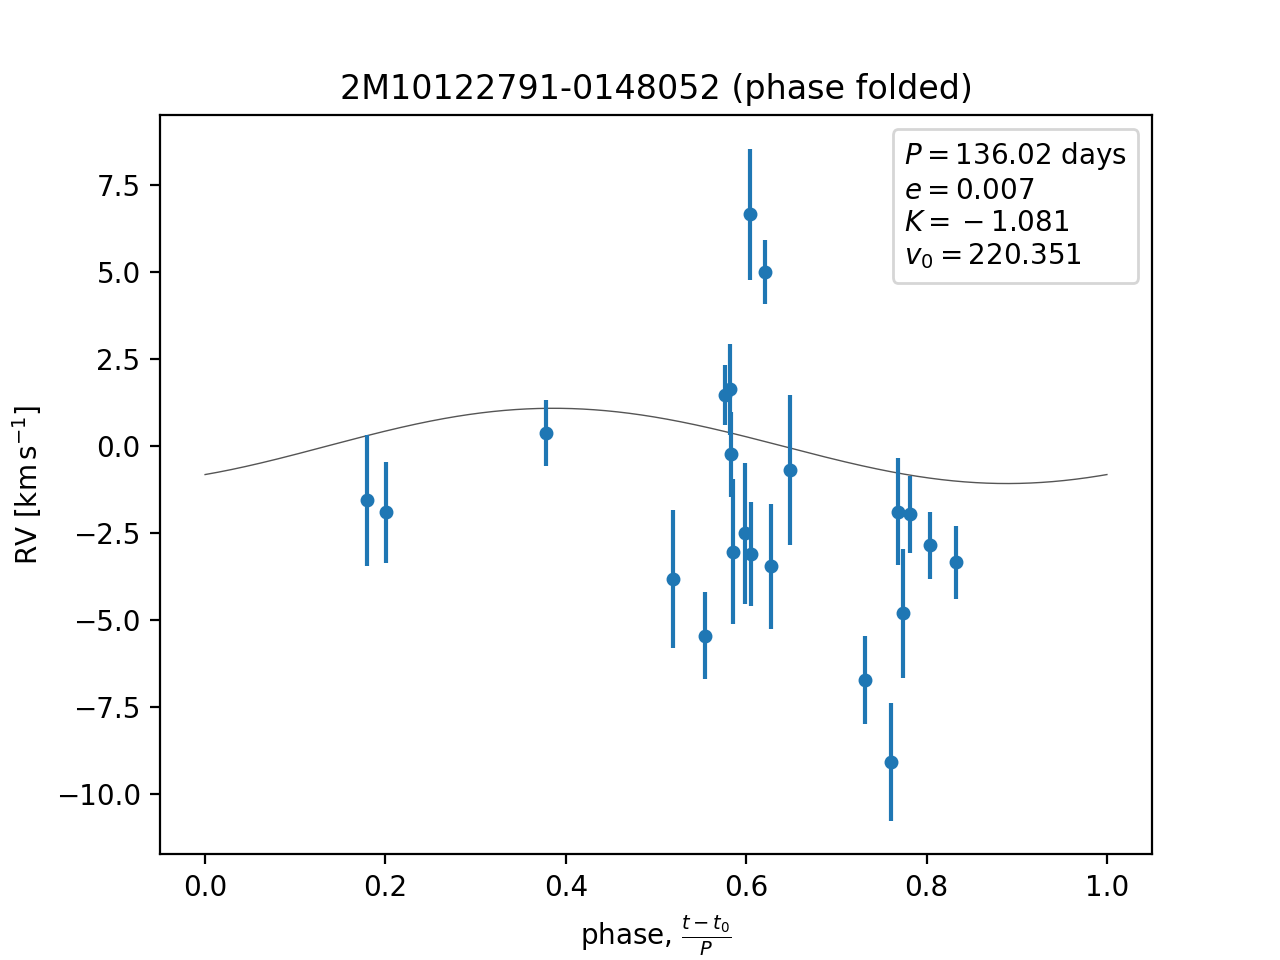 2M10122791-0148052 (phase folded)
P = 136.02 days
e = 0.007
K = −1.081
v₀ = 220.351
7.5
5.0
2.5
0.0
−2.5
−5.0
−7.5
−10.0
RV [km s⁻¹]
0.0 0.2 0.4 0.6 0.8 1.0
phase, (t − t₀)/P